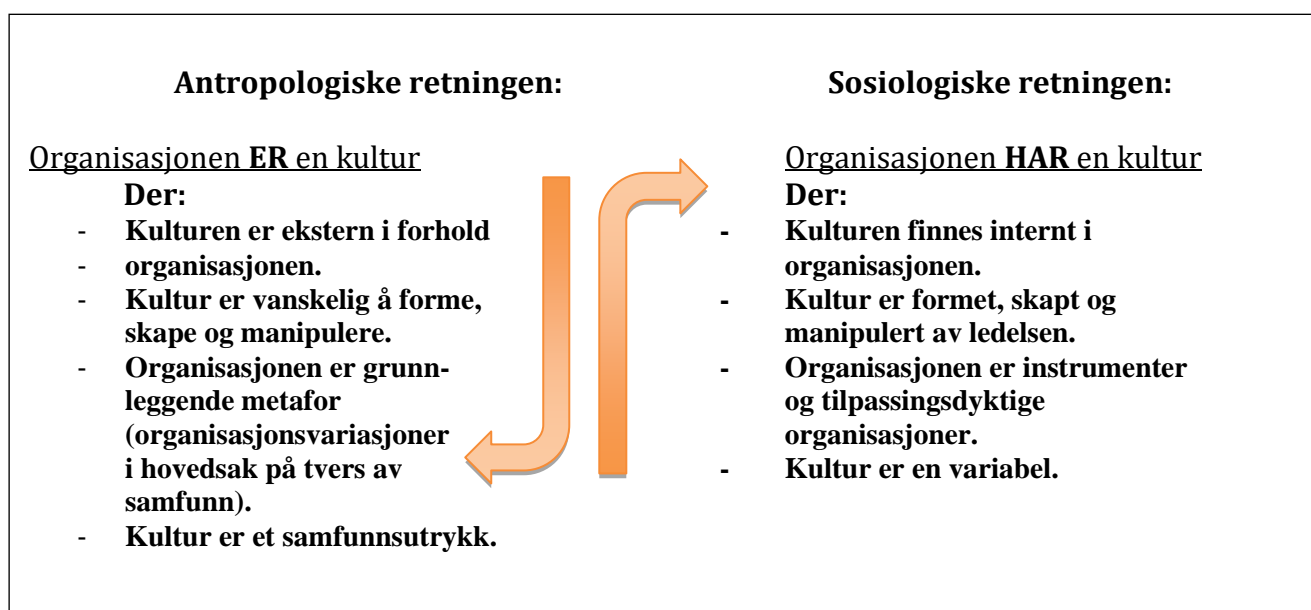 Antropologiske retningen:
Organisasjonen ER en kultur
Der:
- Kulturen er ekstern i forhold
- organisasjonen.
- Kultur er vanskelig å forme,
skape og manipulere.
- Organisasjonen er grunn-
leggende metafor
(organisasjonsvariasjoner
i hovedsak på tvers av
samfunn).
- Kultur er et samfunnsutrykk.
Sosiologiske retningen:
Organisasjonen HAR en kultur
Der:
- Kulturen finnes internt i
organisasjonen.
- Kultur er formet, skapt og
manipulert av ledelsen.
- Organisasjonen er instrumenter
og tilpassingsdyktige
organisasjoner.
- Kultur er en variabel.